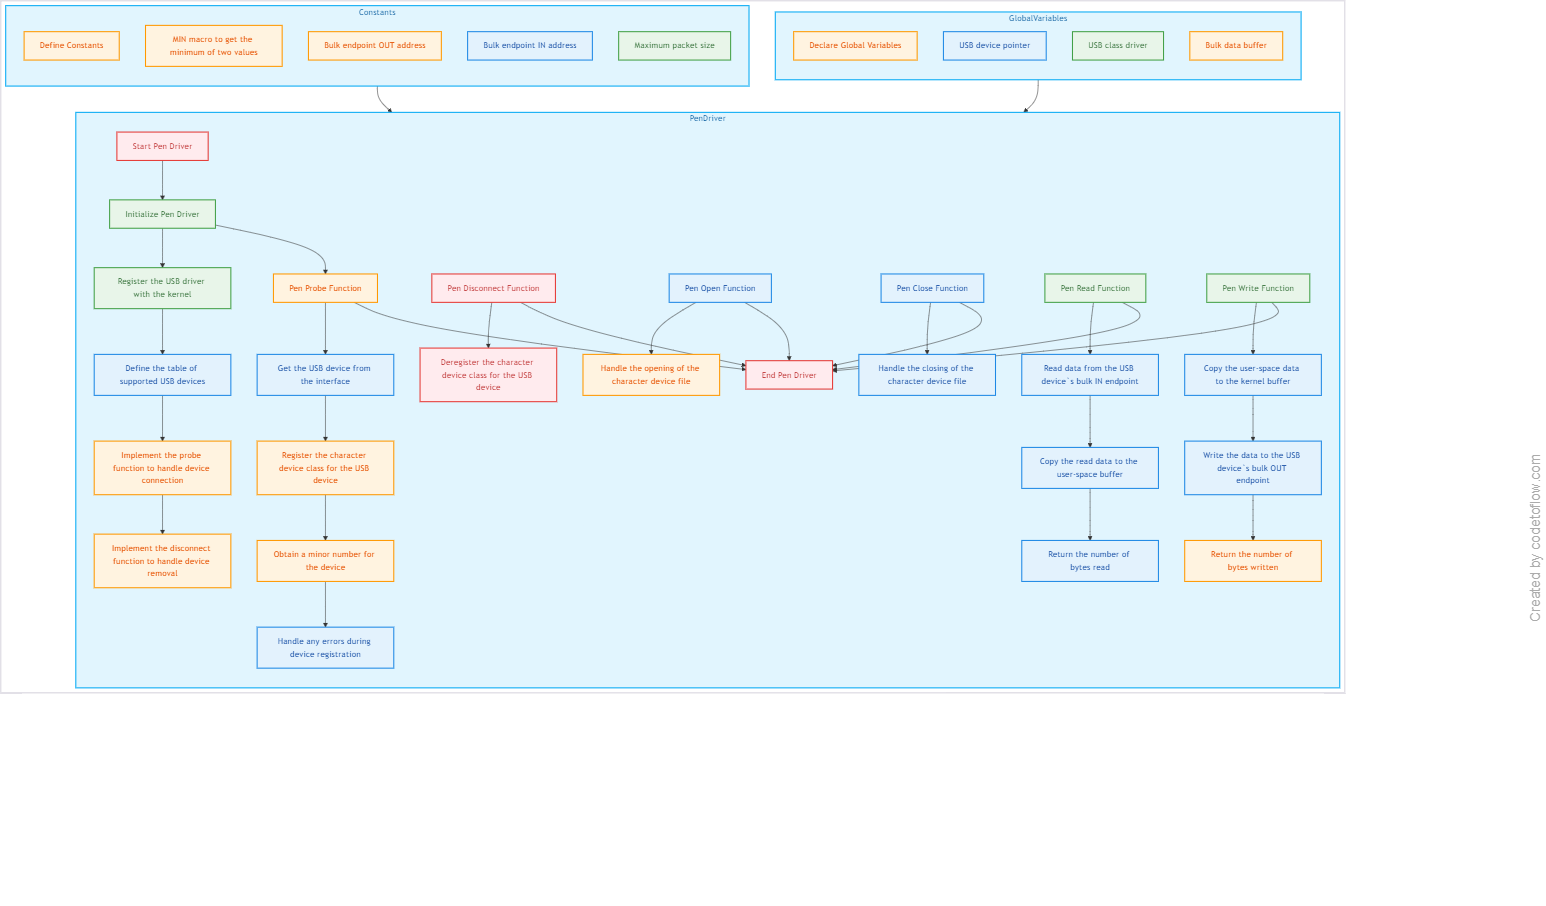 Constants
Define Constants
MIN macro to get the
minimum of two values
Bulk endpoint OUT address
Bulk endpoint IN address
Maximum packet size
GlobalVariables
Declare Global Variables
USB device pointer
USB class driver
Bulk data buffer
PenDriver
Start Pen Driver
Initialize Pen Driver
Register the USB driver
with the kernel
Pen Probe Function
Pen Disconnect Function
Pen Open Function
Pen Close Function
Pen Read Function
Pen Write Function
Define the table of
supported USB devices
Get the USB device from
the interface
Deregister the character
device class for the USB
device
Handle the opening of the
character device file
End Pen Driver
Handle the closing of the
character device file
Read data from the USB
device`s bulk IN endpoint
Copy the user-space data
to the kernel buffer
Implement the probe
function to handle device
connection
Register the character
device class for the USB
device
Copy the read data to the
user-space buffer
Write the data to the USB
device`s bulk OUT
endpoint
Implement the disconnect
function to handle device
removal
Obtain a minor number for
the device
Return the number of
bytes read
Return the number of
bytes written
Handle any errors during
device registration
Created by codetoflow.com